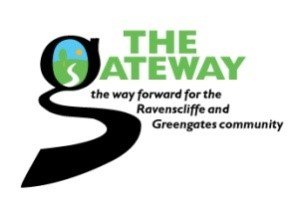 THE
gATEWAY
the way forward for the
Ravenscliffe and
Greengates community